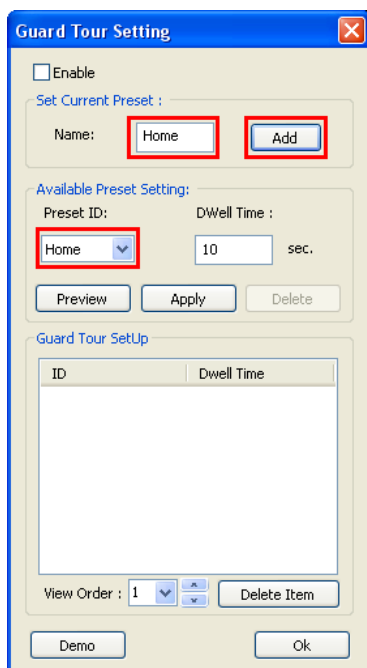 Guard Tour Setting
Enable
Set Current Preset :
Name: Home Add
Available Preset Setting:
Preset ID: DWell Time :
Home 10 sec.
Preview Apply Delete
Guard Tour SetUp
ID Dwell Time
View Order : 1 Delete Item
Demo Ok